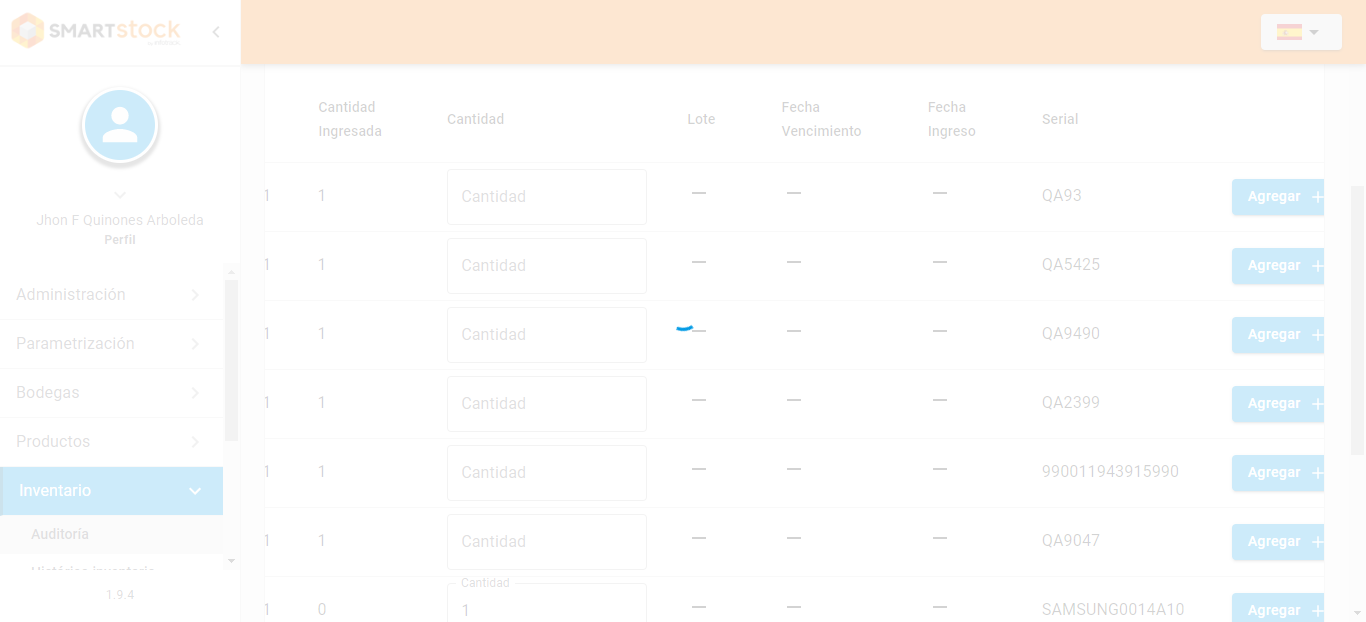 SMARTstock
Jhon F Quinones Arboleda
Perfil
Administración
Parametrización
Bodegas
Productos
Inventario
Auditoría
Histórico inventario
1.9.4
Cantidad Ingresada
Cantidad
Lote
Fecha Vencimiento
Fecha Ingreso
Serial
1 1 Cantidad — — — QA93 Agregar +
1 1 Cantidad — — — QA5425 Agregar +
1 1 Cantidad — — — QA9490 Agregar +
1 1 Cantidad — — — QA2399 Agregar +
1 1 Cantidad — — — 990011943915990 Agregar +
1 1 Cantidad — — — QA9047 Agregar +
Cantidad
1 0 1 — — — SAMSUNG0014A10 Agregar +